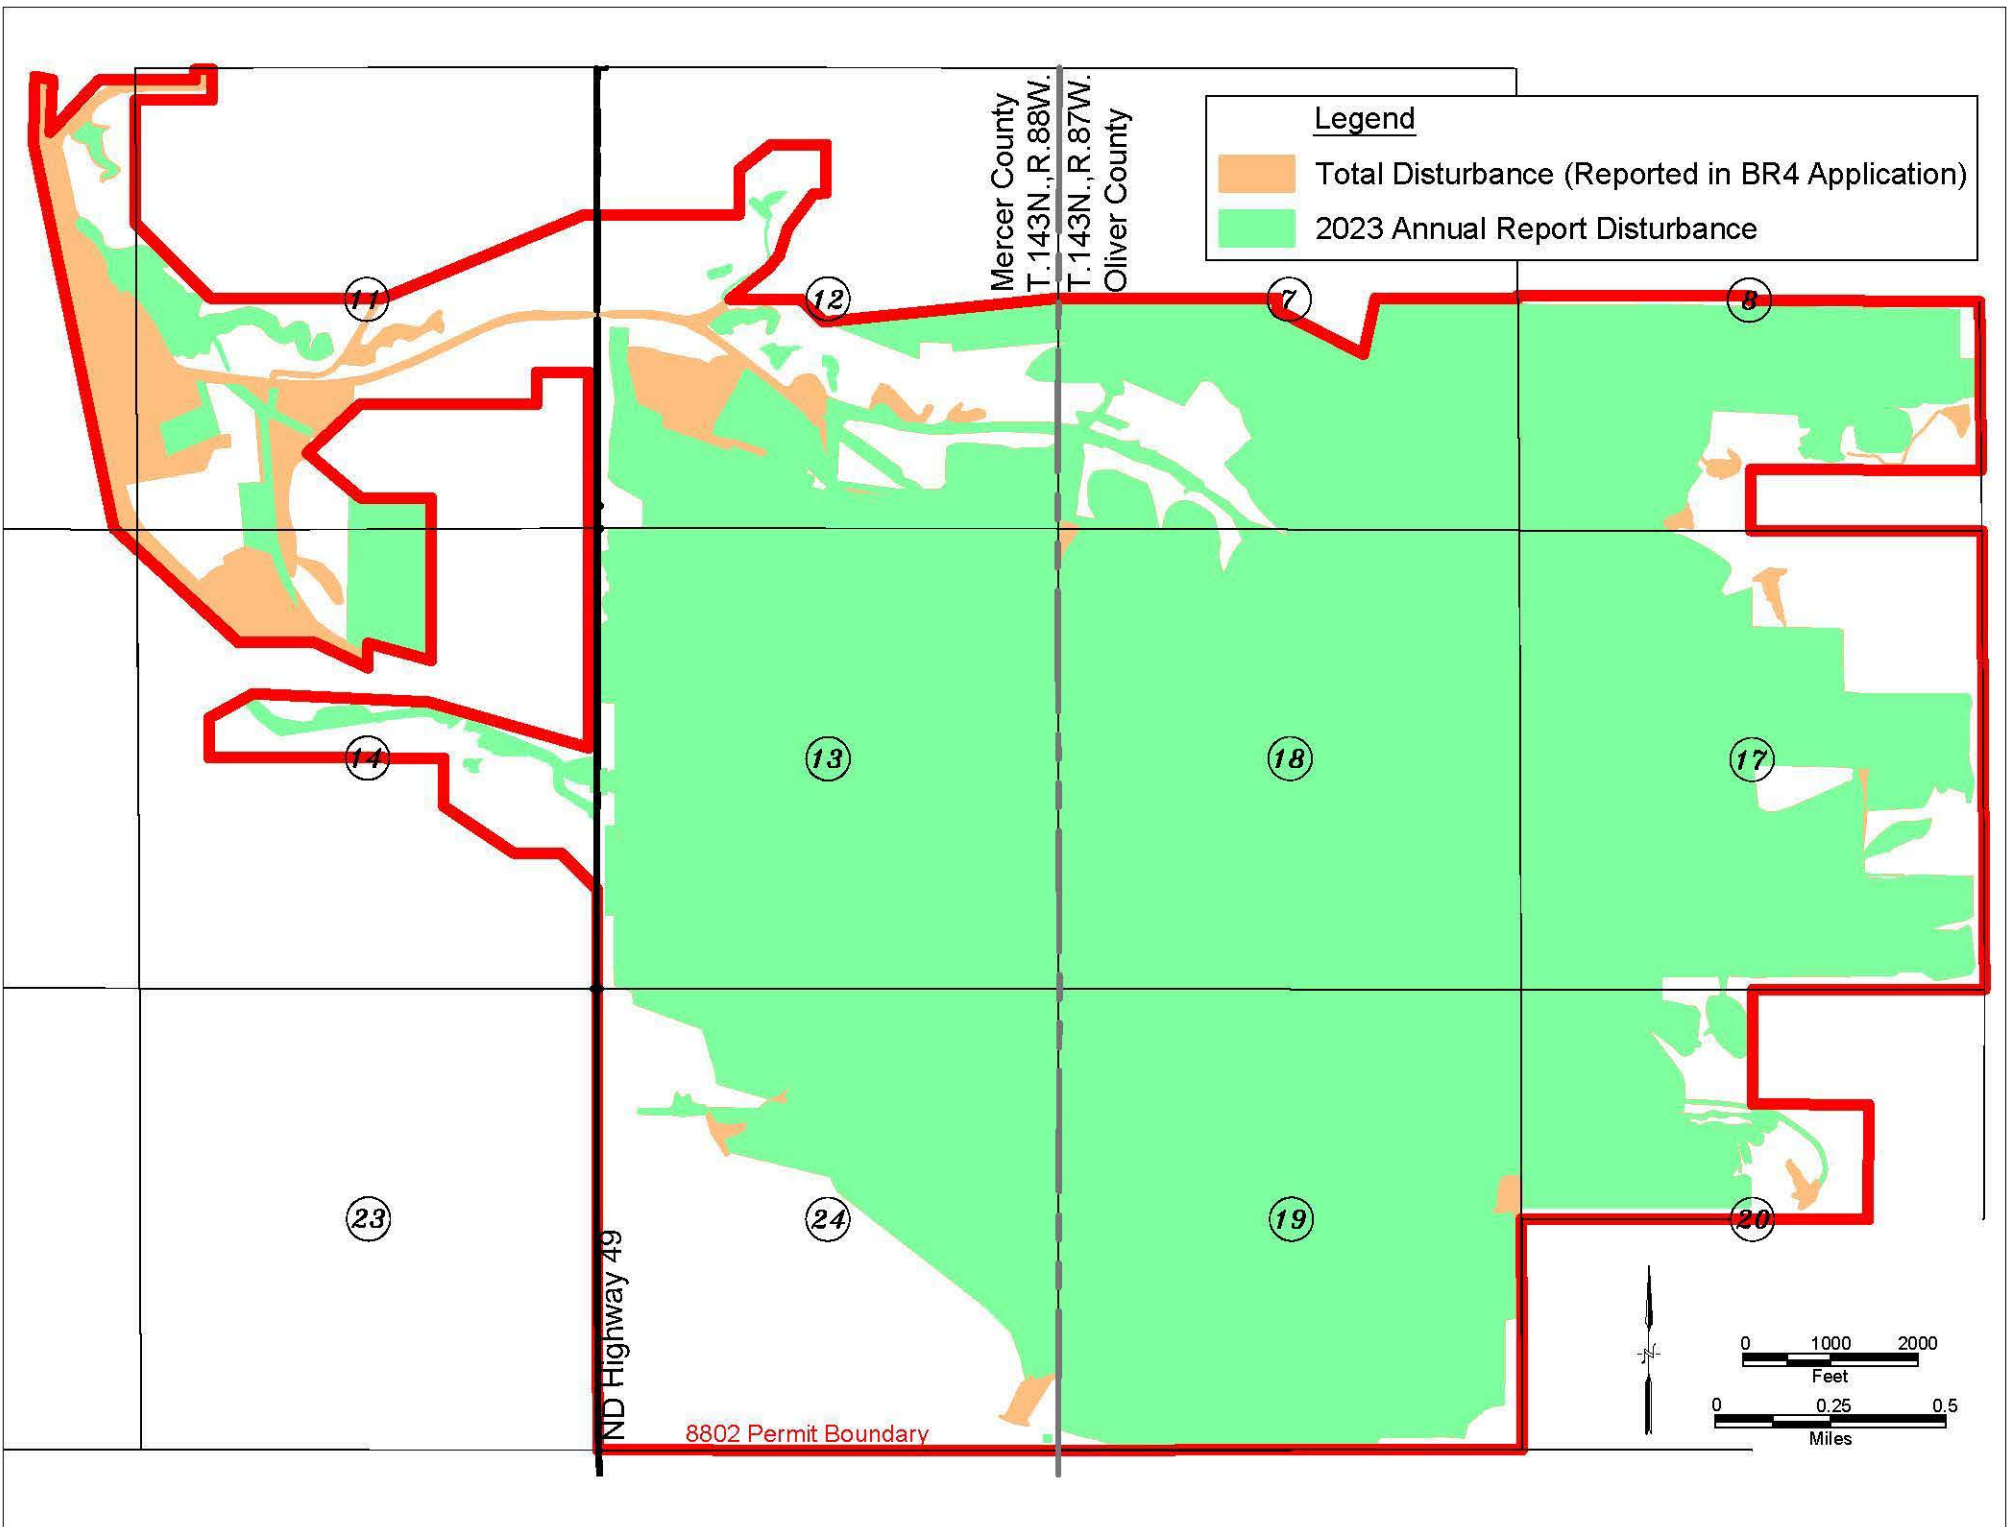 Mercer County
T.143N.,R.88W.
T.143N.,R.87W.
Oliver County
Legend
Total Disturbance (Reported in BR4 Application)
2023 Annual Report Disturbance
11
12
7
8
14
13
18
17
23
24
19
20
ND Highway 49
8802 Permit Boundary
N
0 1000 2000
Feet
0 0.25 0.5
Miles